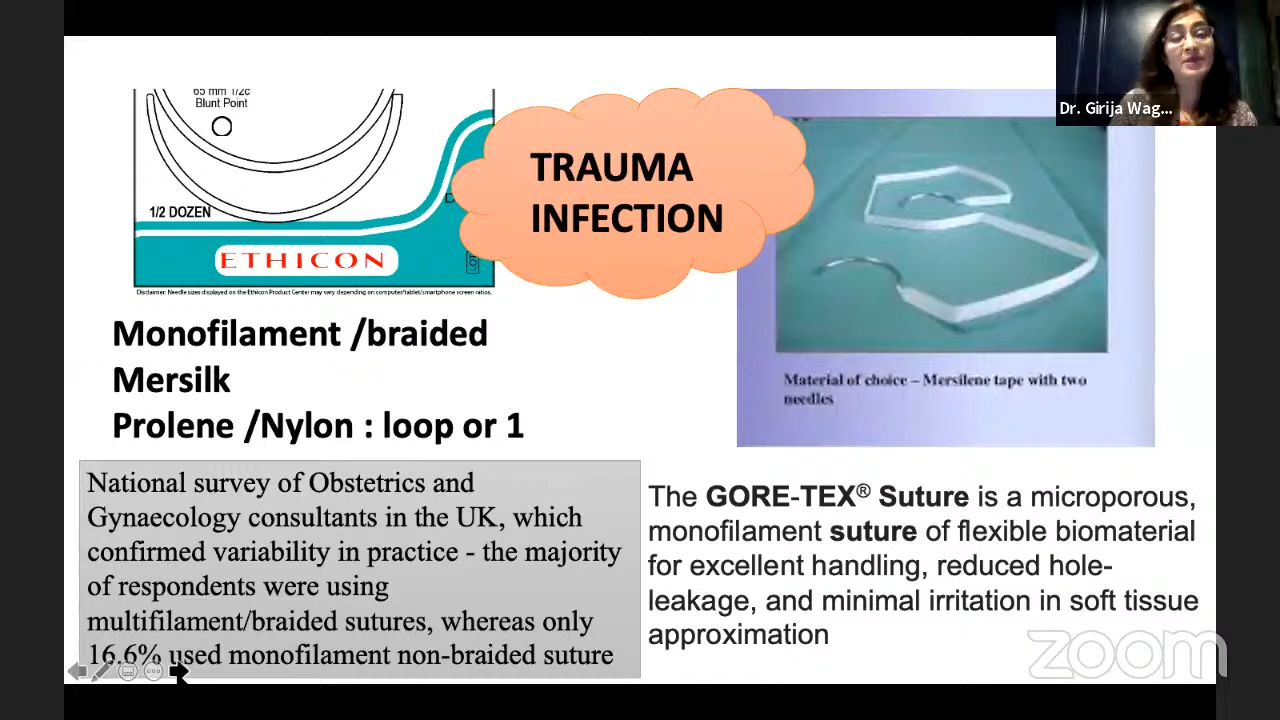 65 mm 1/2c
Blunt Point
1/2 DOZEN
ETHICON
LOT
Disclaimer: Needle sizes displayed on the Ethicon Product Center may vary depending on computer/tablet/smartphone screen ratios.
TRAUMA
INFECTION
Dr. Girija Wag...
Material of choice – Mersilene tape with two
needles
Monofilament /braided
Mersilk
Prolene /Nylon : loop or 1
National survey of Obstetrics and
Gynaecology consultants in the UK, which
confirmed variability in practice - the majority
of respondents were using
multifilament/braided sutures, whereas only
16.6% used monofilament non-braided suture
The GORE-TEX® Suture is a microporous,
monofilament suture of flexible biomaterial
for excellent handling, reduced hole-
leakage, and minimal irritation in soft tissue
approximation
zoom